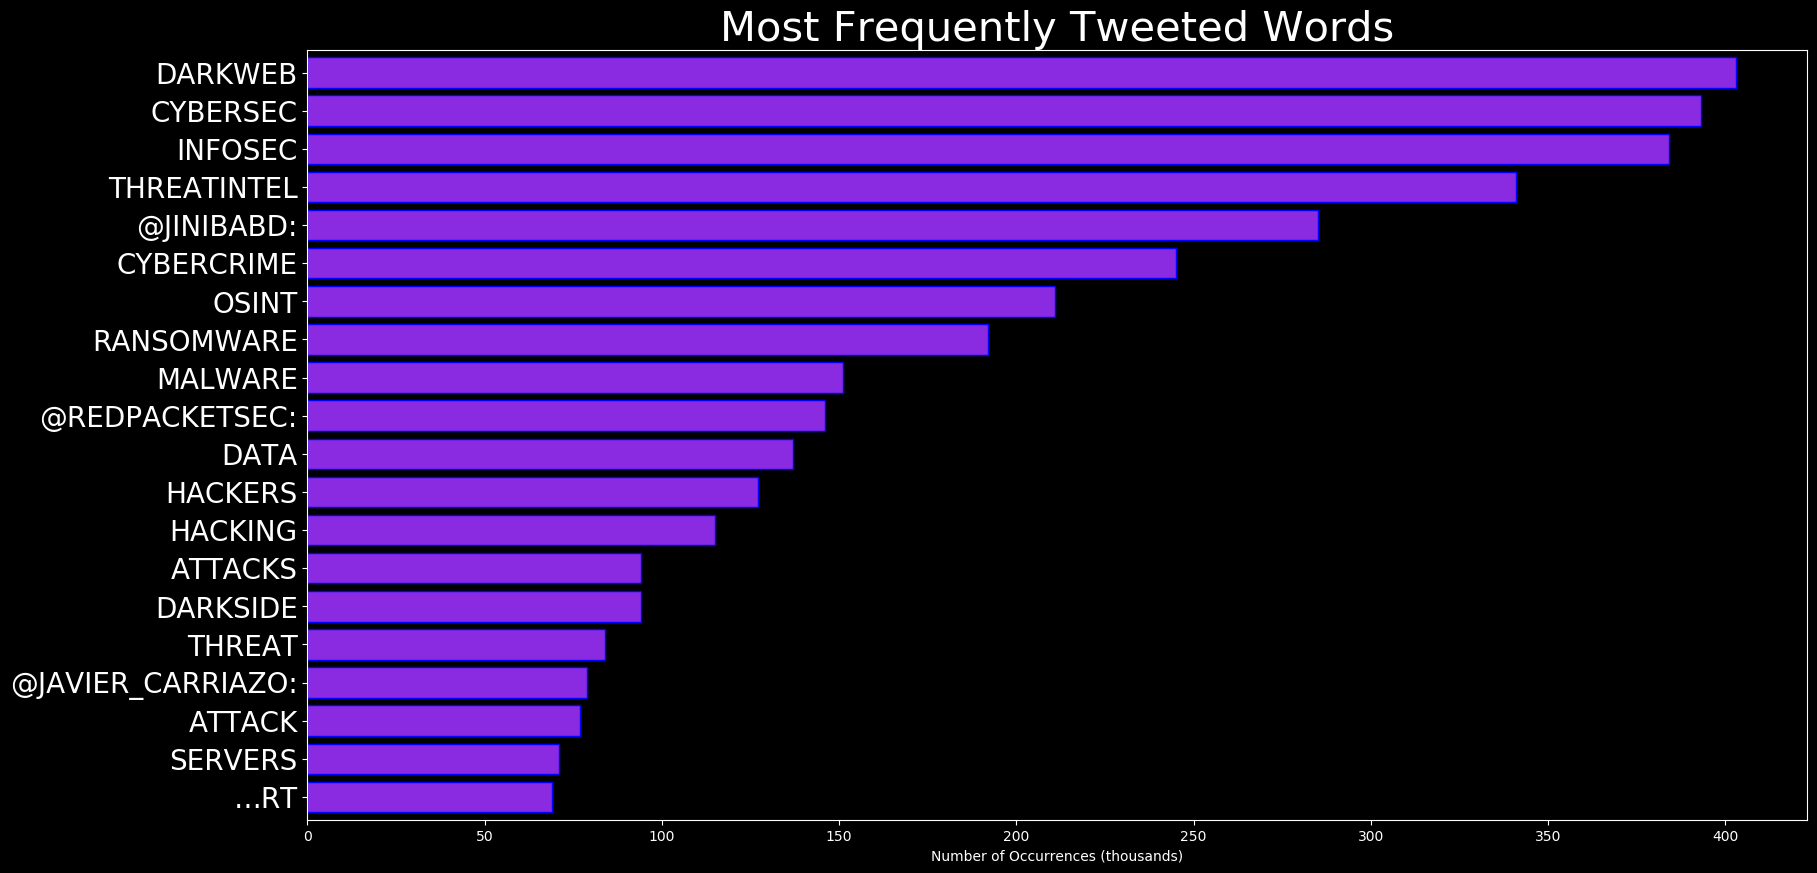 Most Frequently Tweeted Words
DARKWEB
CYBERSEC
INFOSEC
THREATINTEL
@JINIBABD:
CYBERCRIME
OSINT
RANSOMWARE
MALWARE
@REDPACKETSEC:
DATA
HACKERS
HACKING
ATTACKS
DARKSIDE
THREAT
@JAVIER_CARRIAZO:
ATTACK
SERVERS
...RT
0 50 100 150 200 250 300 350 400
Number of Occurrences (thousands)